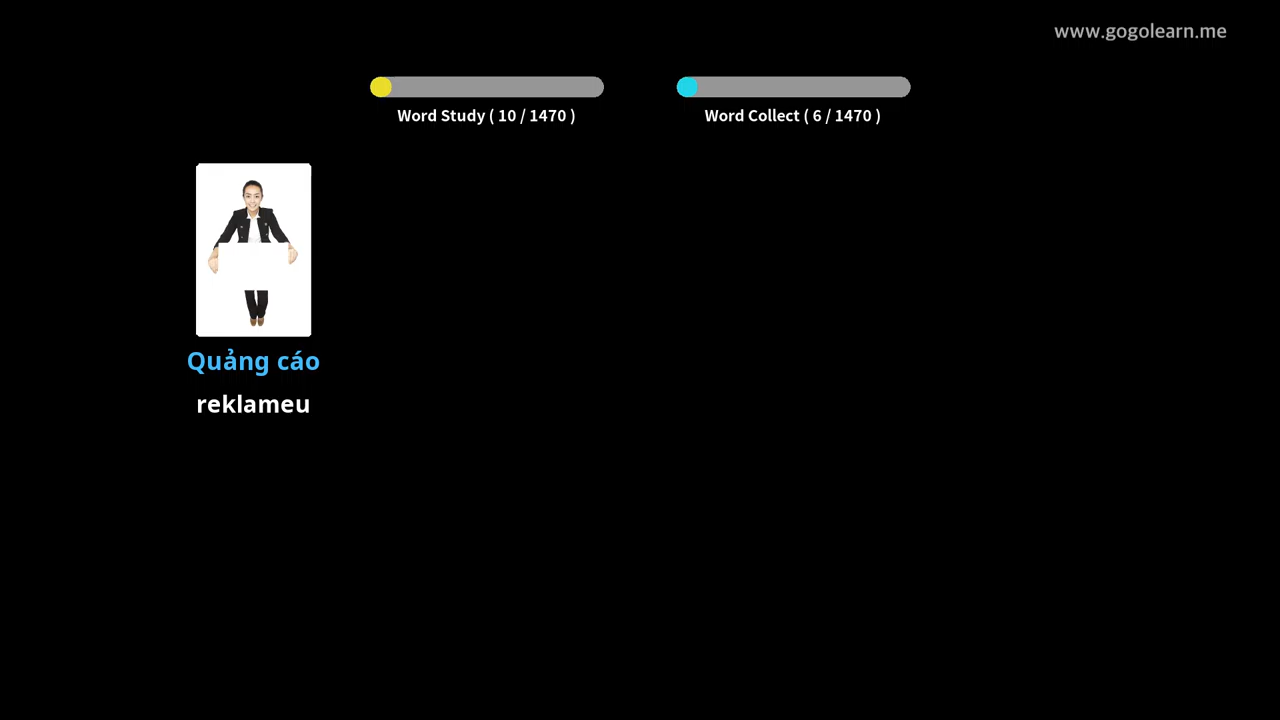 www.gogolearn.me
Word Study ( 10 / 1470 )
Word Collect ( 6 / 1470 )
Quảng cáo
reklameu